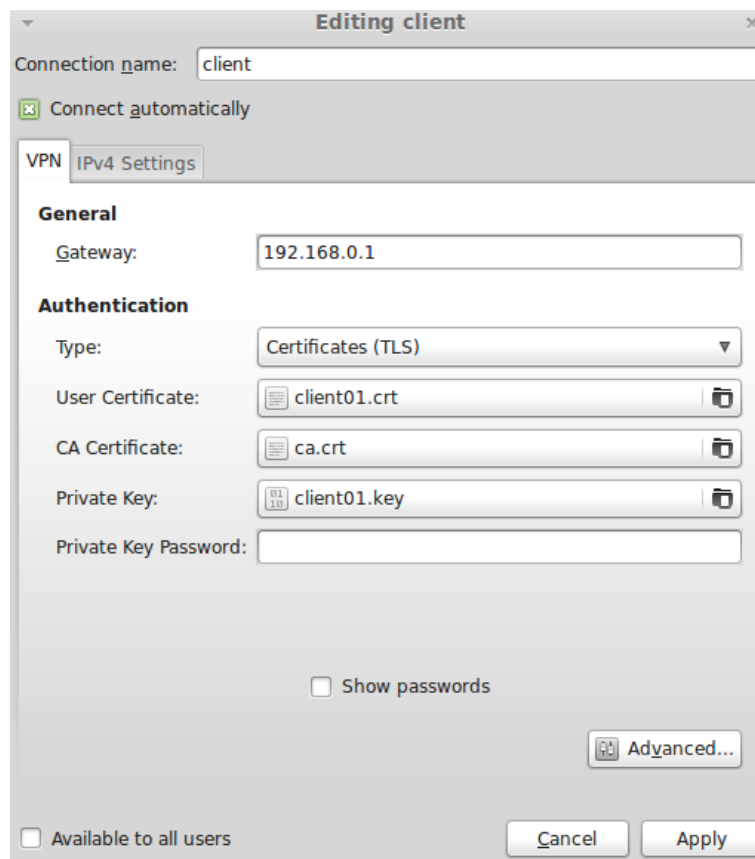 Editing client
Connection name: client
Connect automatically
VPN IPv4 Settings
General
Gateway: 192.168.0.1
Authentication
Type: Certificates (TLS)
User Certificate: client01.crt
CA Certificate: ca.crt
Private Key: client01.key
Private Key Password:
Show passwords
Advanced...
Available to all users Cancel Apply